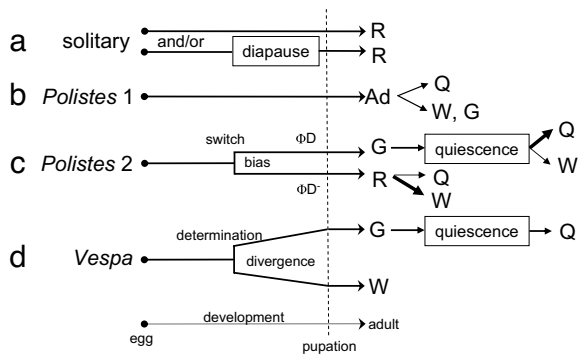 a solitary and/or diapause R
R
b Polistes 1 Ad Q
W, G
c Polistes 2 switch bias ΦD G quiescence Q
W
ΦD- R Q
W
d Vespa determination divergence G quiescence Q
W
egg development adult
pupation